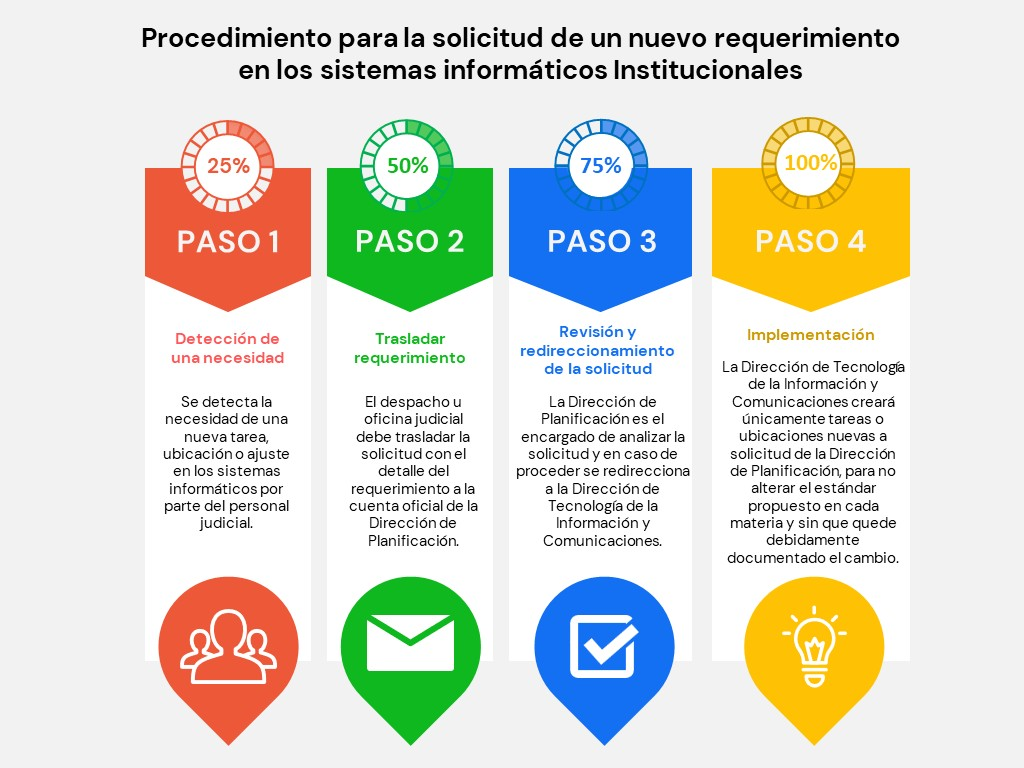 Procedimiento para la solicitud de un nuevo requerimiento
en los sistemas informáticos Institucionales
25%
PASO 1
Detección de
una necesidad
Se detecta la
necesidad de una
nueva tarea,
ubicación o ajuste
en los sistemas
informáticos por
parte del personal
judicial.
50%
PASO 2
Trasladar
requerimiento
El despacho u
oficina judicial
debe trasladar la
solicitud con el
detalle del
requerimiento a la
cuenta oficial de la
Dirección de
Planificación.
75%
PASO 3
Revisión y
redireccionamiento
de la solicitud
La Dirección de
Planificación es el
encargado de analizar la
solicitud y en caso de
proceder se redirecciona
a la Dirección de
Tecnología de la
Información y
Comunicaciones.
100%
PASO 4
Implementación
La Dirección de Tecnología
de la Información y
Comunicaciones creará
únicamente tareas o
ubicaciones nuevas a
solicitud de la Dirección
de Planificación, para no
alterar el estándar
propuesto en cada
materia y sin que quede
debidamente
documentado el cambio.